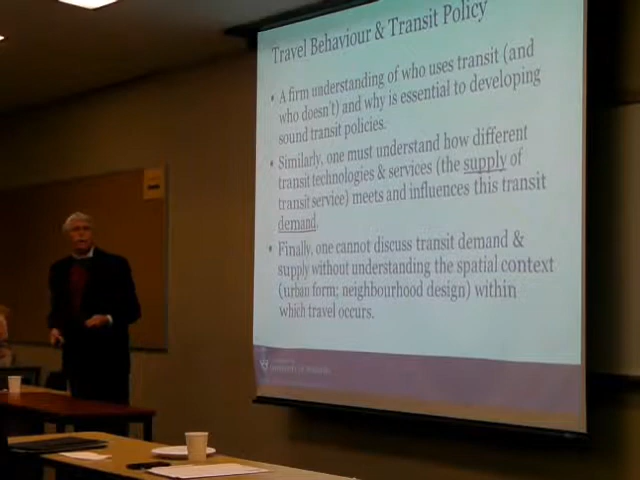 Travel Behaviour & Transit Policy
• A firm understanding of who uses transit (and
who doesn't) and why is essential to developing
sound transit policies.
• Similarly, one must understand how different
transit technologies & services (the supply of
transit service) meets and influences this transit
demand.
• Finally, one cannot discuss transit demand &
supply without understanding the spatial context
(urban form; neighbourhood design) within
which travel occurs.